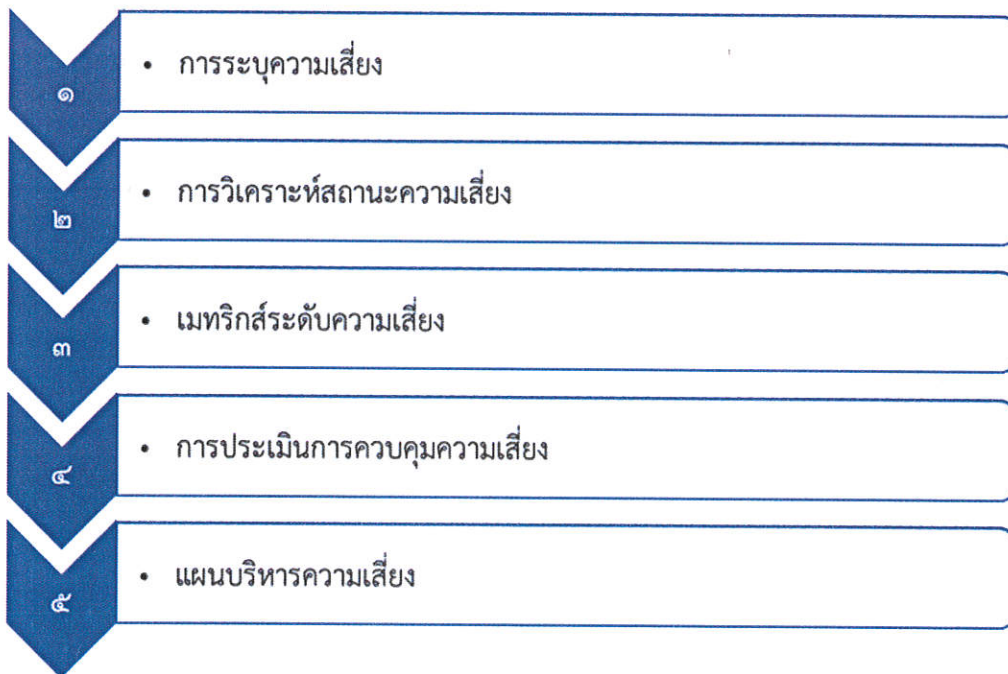 ๑
• การระบุความเสี่ยง
๒
• การวิเคราะห์สถานะความเสี่ยง
๓
• เมทริกส์ระดับความเสี่ยง
๔
• การประเมินการควบคุมความเสี่ยง
๕
• แผนบริหารความเสี่ยง